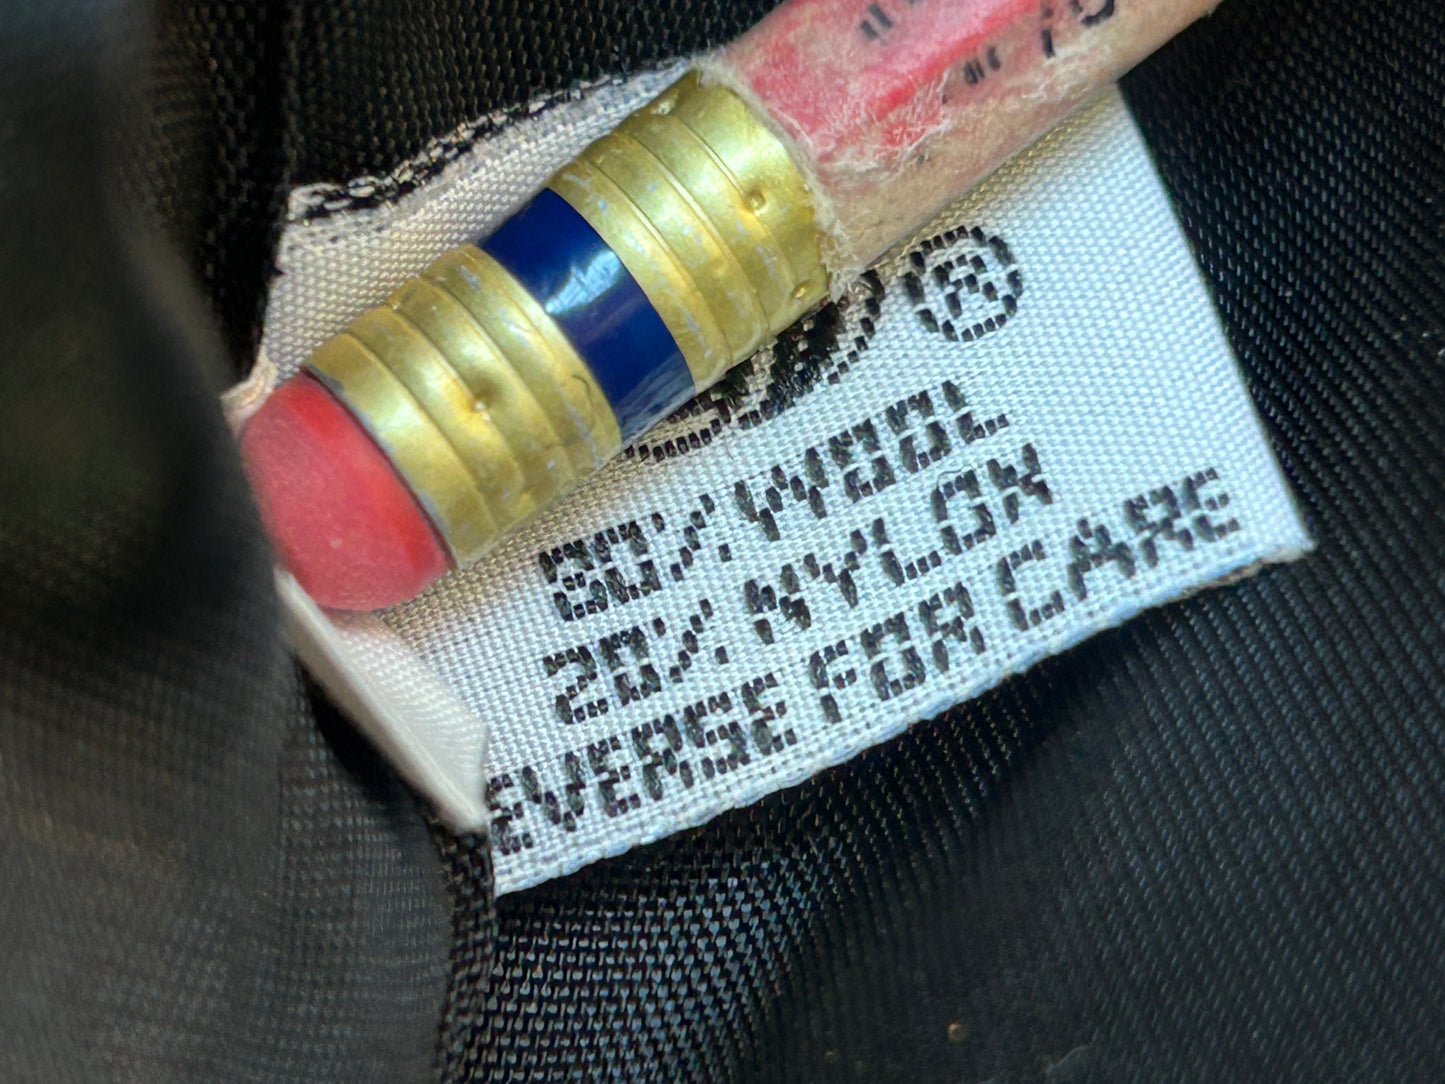 ®
80% WOOL
20% NYLON
EVERSE FOR CARE